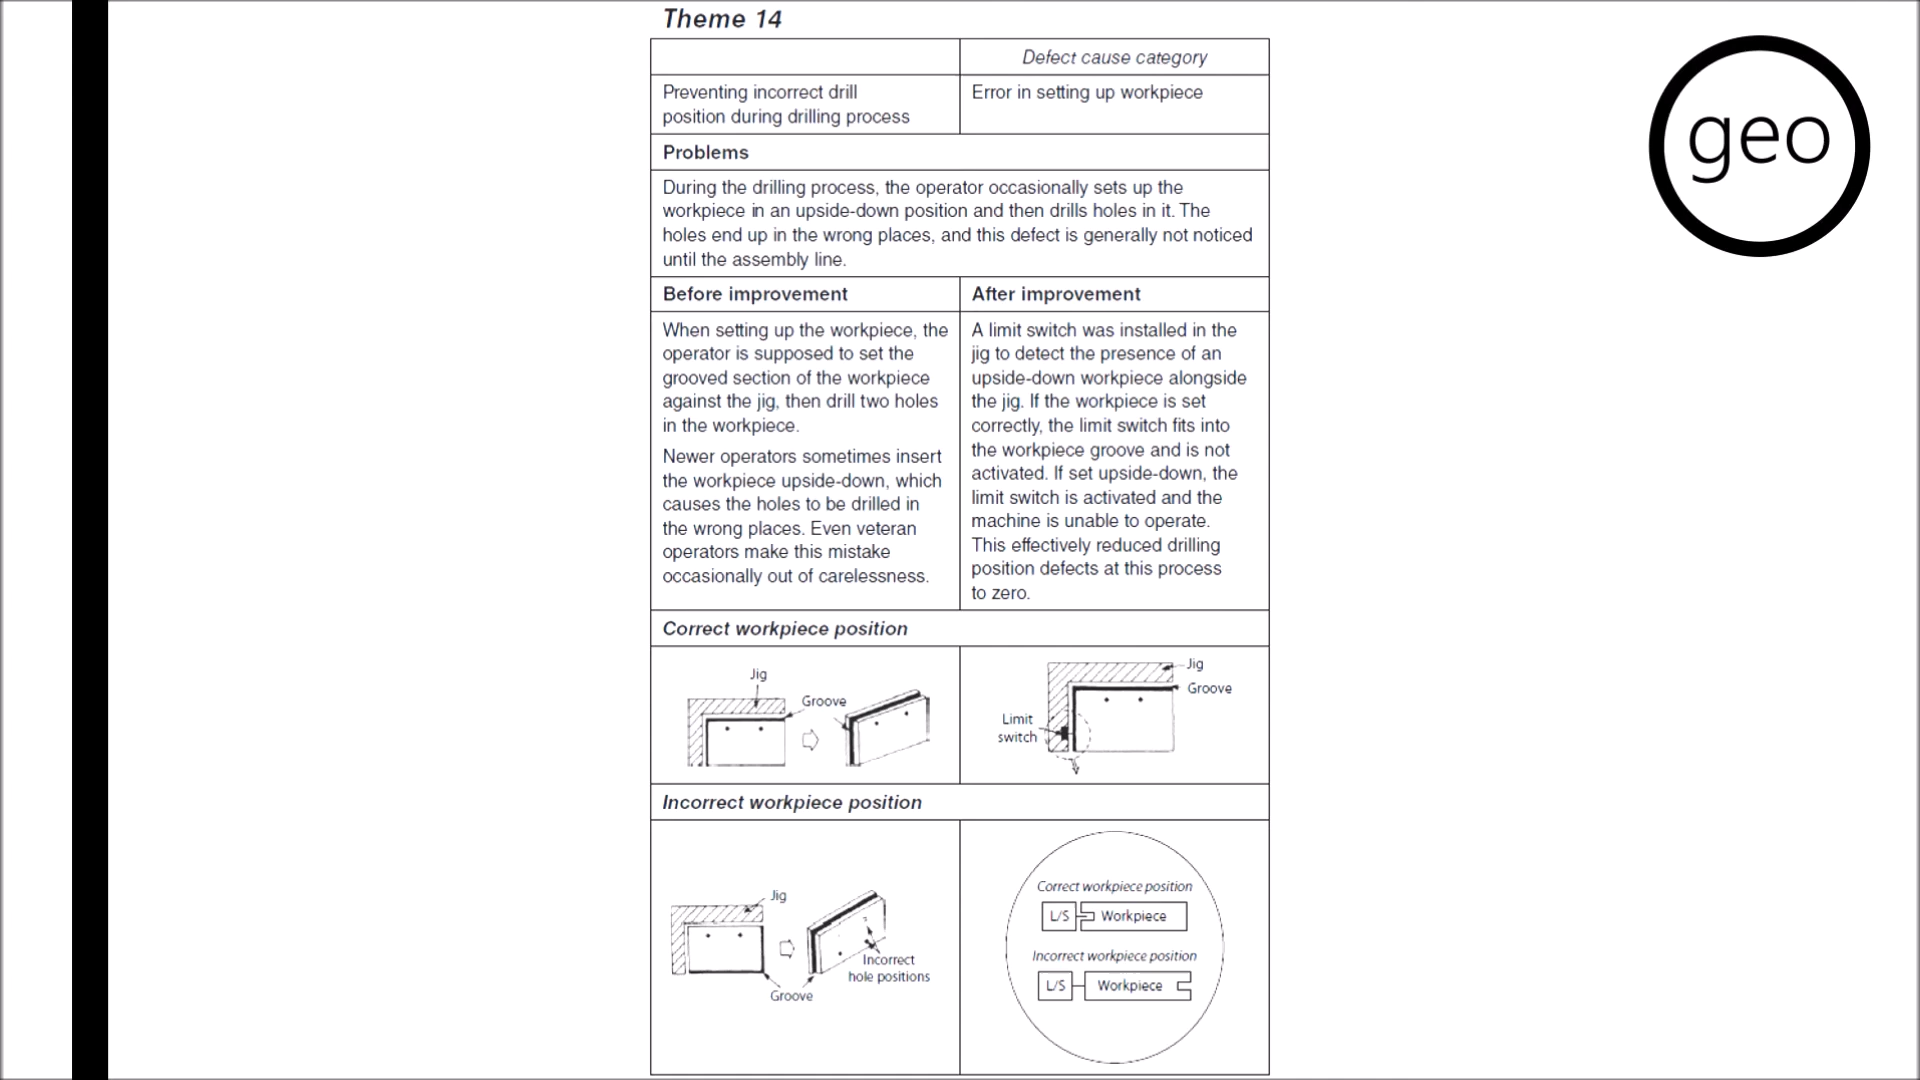 Theme 14
Defect cause category
Preventing incorrect drill
position during drilling process
Error in setting up workpiece
Problems
During the drilling process, the operator occasionally sets up the
workpiece in an upside-down position and then drills holes in it. The
holes end up in the wrong places, and this defect is generally not noticed
until the assembly line.
Before improvement
When setting up the workpiece, the
operator is supposed to set the
grooved section of the workpiece
against the jig, then drill two holes
in the workpiece.
Newer operators sometimes insert
the workpiece upside-down, which
causes the holes to be drilled in
the wrong places. Even veteran
operators make this mistake
occasionally out of carelessness.
After improvement
A limit switch was installed in the
jig to detect the presence of an
upside-down workpiece alongside
the jig. If the workpiece is set
correctly, the limit switch fits into
the workpiece groove and is not
activated. If set upside-down, the
limit switch is activated and the
machine is unable to operate.
This effectively reduced drilling
position defects at this process
to zero.
Correct workpiece position
Jig
Groove
Jig
Groove
Limit
switch
Incorrect workpiece position
Jig
Incorrect
hole positions
Groove
Correct workpiece position
L/S Workpiece
Incorrect workpiece position
L/S Workpiece
geo